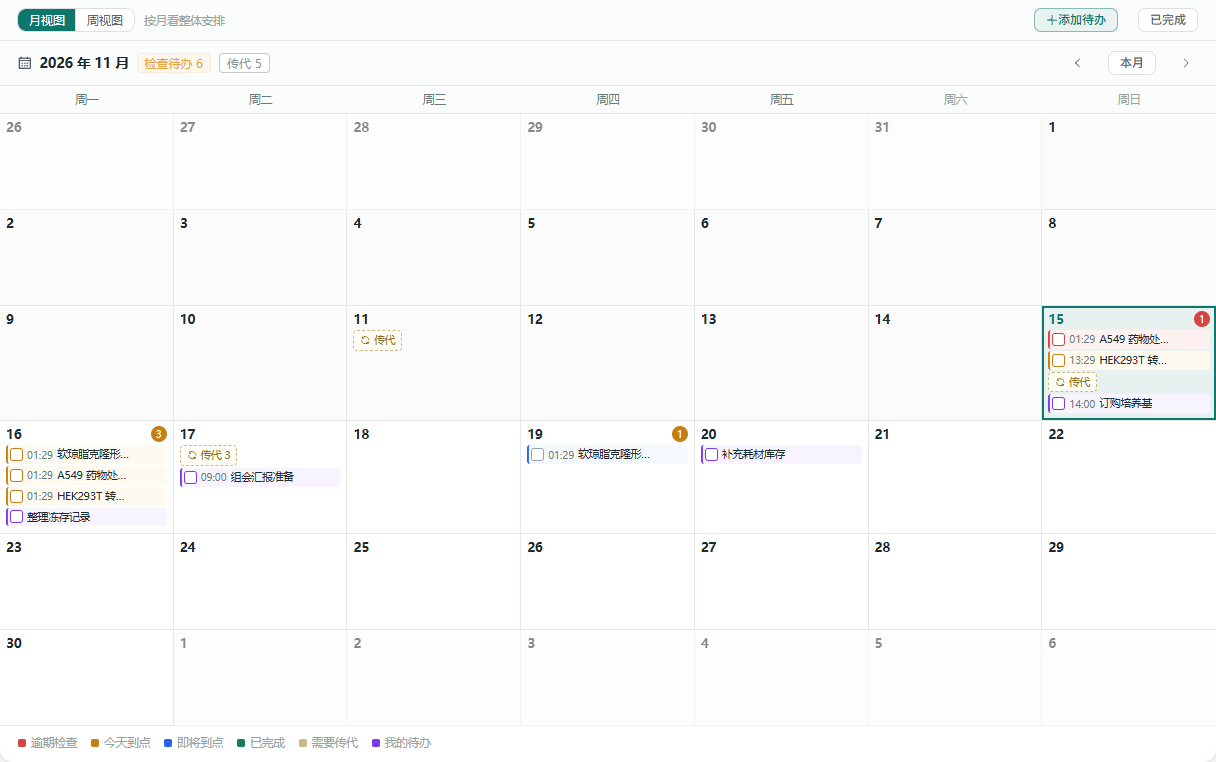 月视图 周视图 按月看整体安排 +添加待办 已完成
2026 年 11 月 检查待办 6 传代 5 本月
周一 周二 周三 周四 周五 周六 周日
26 27 28 29 30 31 1
2 3 4 5 6 7 8
9 10 11 12 13 14 15 1
传代
01:29 A549 药物处...
13:29 HEK293T 转...
传代
14:00 订购培养基
16 3 17 18 19 1 20 21 22
01:29 软琼脂克隆形...
01:29 A549 药物处...
01:29 HEK293T 转...
整理冻存记录
传代 3
09:00 组会汇报准备
01:29 软琼脂克隆形...
补充耗材库存
23 24 25 26 27 28 29
30 1 2 3 4 5 6
逾期检查 今天到点 即将到点 已完成 需要传代 我的待办